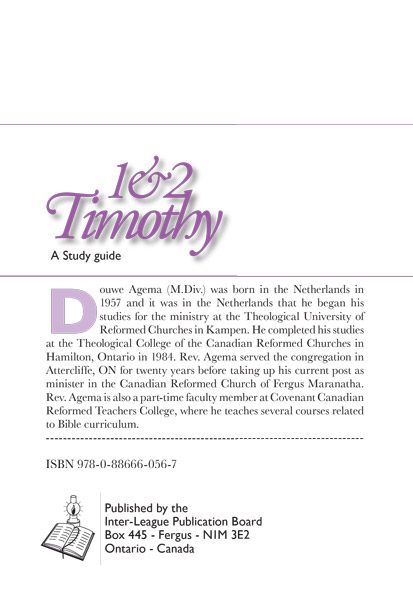 1&2
Timothy
A Study guide
Douwe Agema (M.Div.) was born in the Netherlands in
1957 and it was in the Netherlands that he began his
studies for the ministry at the Theological University of
Reformed Churches in Kampen. He completed his studies
at the Theological College of the Canadian Reformed Churches in
Hamilton, Ontario in 1984. Rev. Agema served the congregation in
Attercliffe, ON for twenty years before taking up his current post as
minister in the Canadian Reformed Church of Fergus Maranatha.
Rev. Agema is also a part-time faculty member at Covenant Canadian
Reformed Teachers College, where he teaches several courses related
to Bible curriculum.
ISBN 978-0-88666-056-7
Published by the
Inter-League Publication Board
Box 445 - Fergus - N1M 3E2
Ontario - Canada